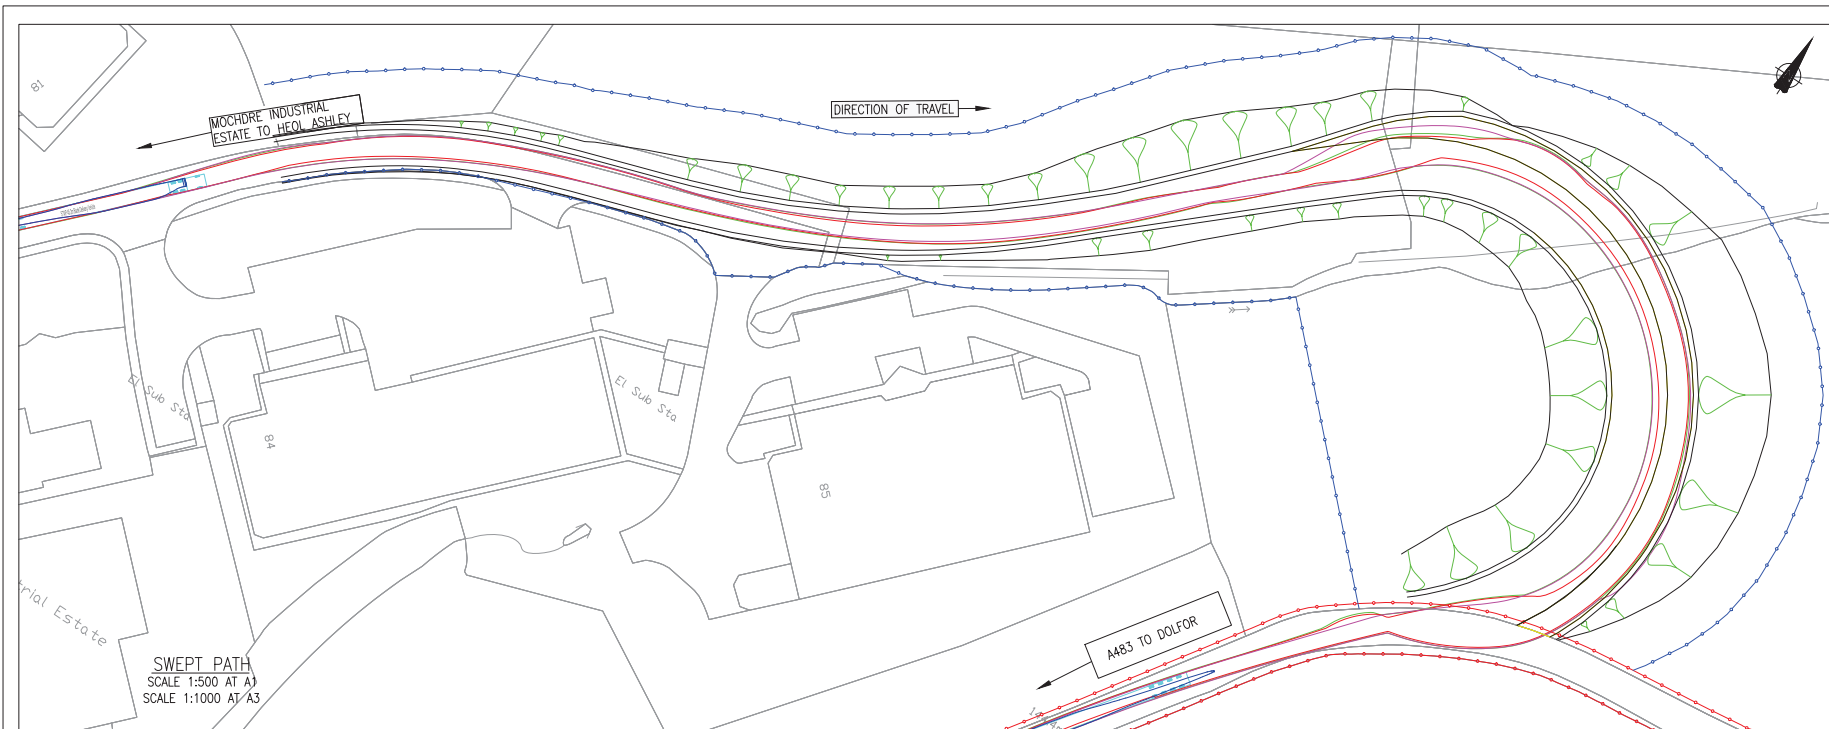 81
MOCHDRE INDUSTRIAL
ESTATE TO HEOL ASHLEY
DIRECTION OF TRAVEL
El Sub Sta
84
El Sub Sta
85
trial Estate
A483 TO DOLFOR
SWEPT PATH
SCALE 1:500 AT A1
SCALE 1:1000 AT A3